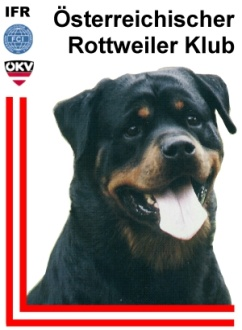 IFR
Österreichischer
Rottweiler Klub
FCI
ÖKV